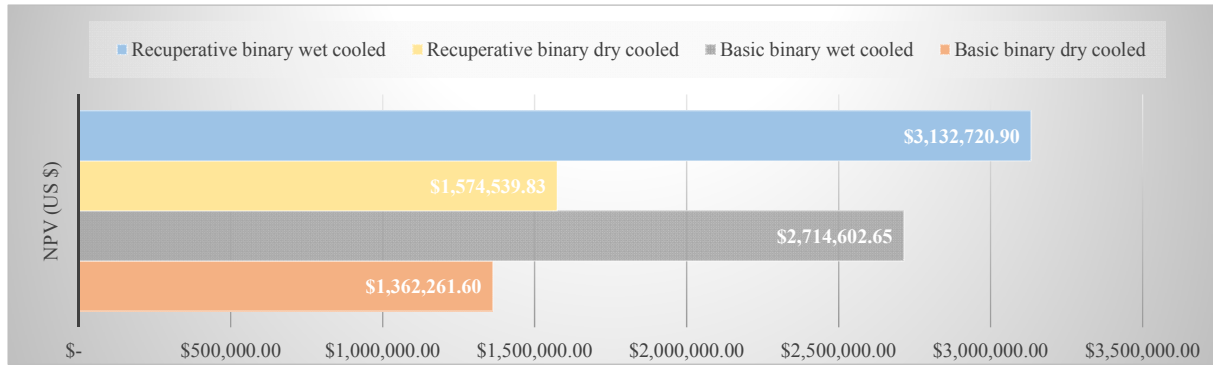 Recuperative binary wet cooled Recuperative binary dry cooled Basic binary wet cooled Basic binary dry cooled
NPV (US $)
$3,132,720.90
$1,574,539.83
$2,714,602.65
$1,362,261.60
$- $500,000.00 $1,000,000.00 $1,500,000.00 $2,000,000.00 $2,500,000.00 $3,000,000.00 $3,500,000.00